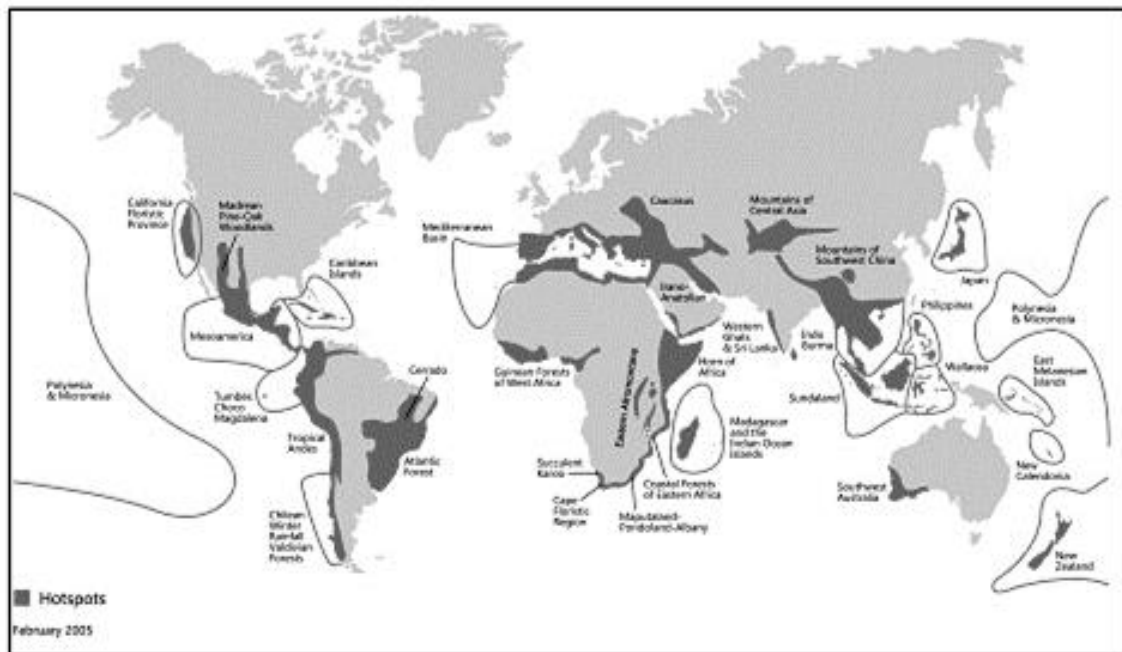 California
Floristic
Province
Madrean
Pine-Oak
Woodlands
Caribbean
Islands
Mesoamerica
Polynesia
& Micronesia
Tumbes
Choco
Magdalena
Tropical
Andes
Cerrado
Atlantic
Forest
Chilean
Winter
Rainfall
Valdivian
Forests
Mediterranean
Basin
Caucasus
Irano-
Anatolian
Mountains of
Central Asia
Mountains of
Southwest China
Guinean Forests
of West Africa
Eastern Afromontane
Horn of
Africa
Western
Ghats
& Sri Lanka
Indo
Burma
Japan
Philippines
Polynesia
& Micronesia
Wallacea
Sundaland
East
Melanesian
Islands
Madagascar
and the
Indian Ocean
Islands
Succulent
Karoo
Cape
Floristic
Region
Coastal Forests
of Eastern Africa
Maputaland-
Pondoland-Albany
Southwest
Australia
New
Caledonia
New
Zealand
Hotspots
February 2005